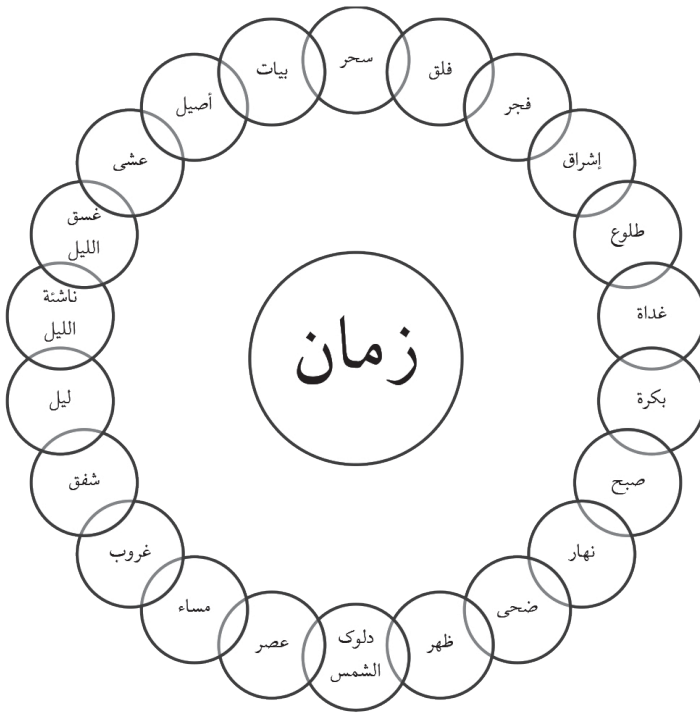 سحر
فلق
فجر
إشراق
طلوع
غداة
بكرة
صبح
نهار
ضحى
ظهر
دلوک
الشمس
عصر
مساء
غروب
شفق
ليل
ناشئة
الليل
غسق
الليل
عشى
أصيل
بيات
زمان